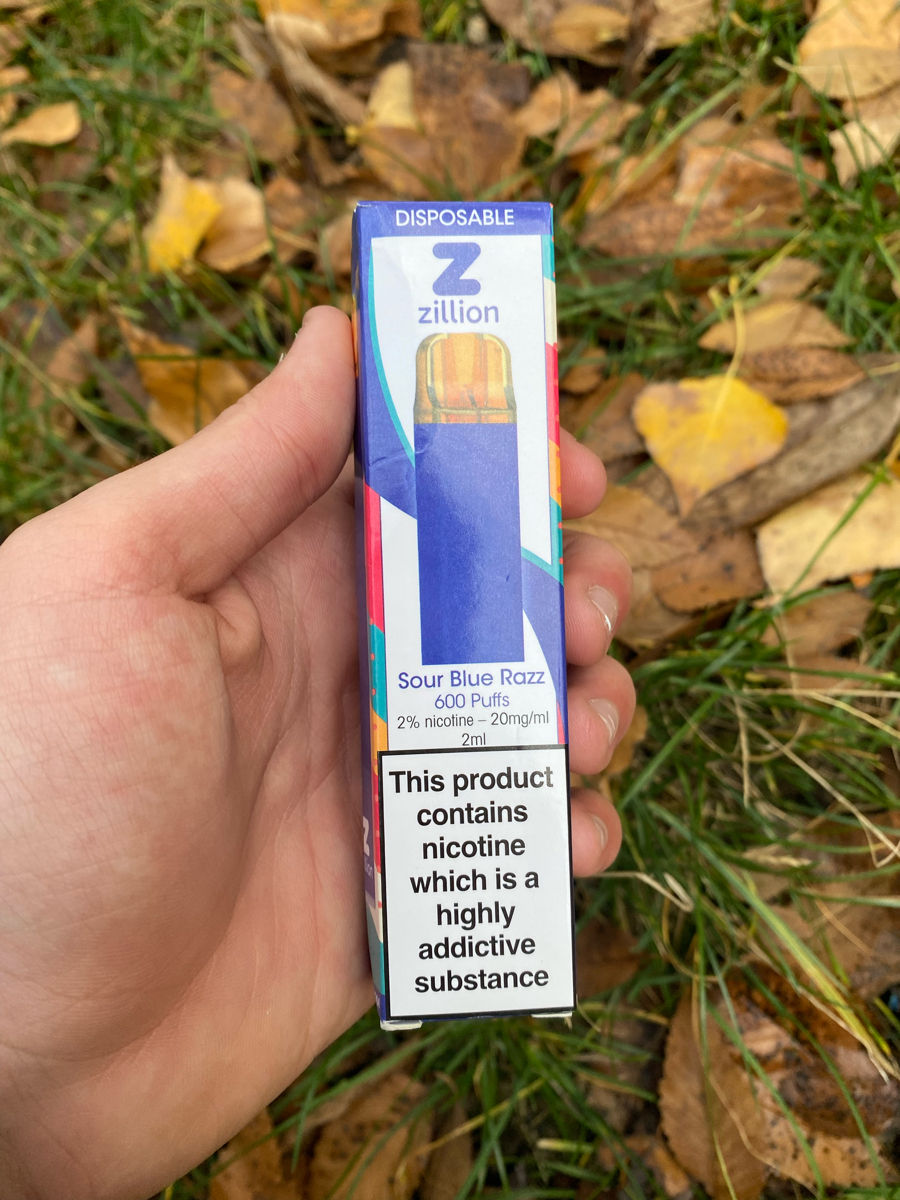 DISPOSABLE
Z
zillion
Sour Blue Razz
600 Puffs
2% nicotine – 20mg/ml
2ml
This product
contains
nicotine
which is a
highly
addictive
substance